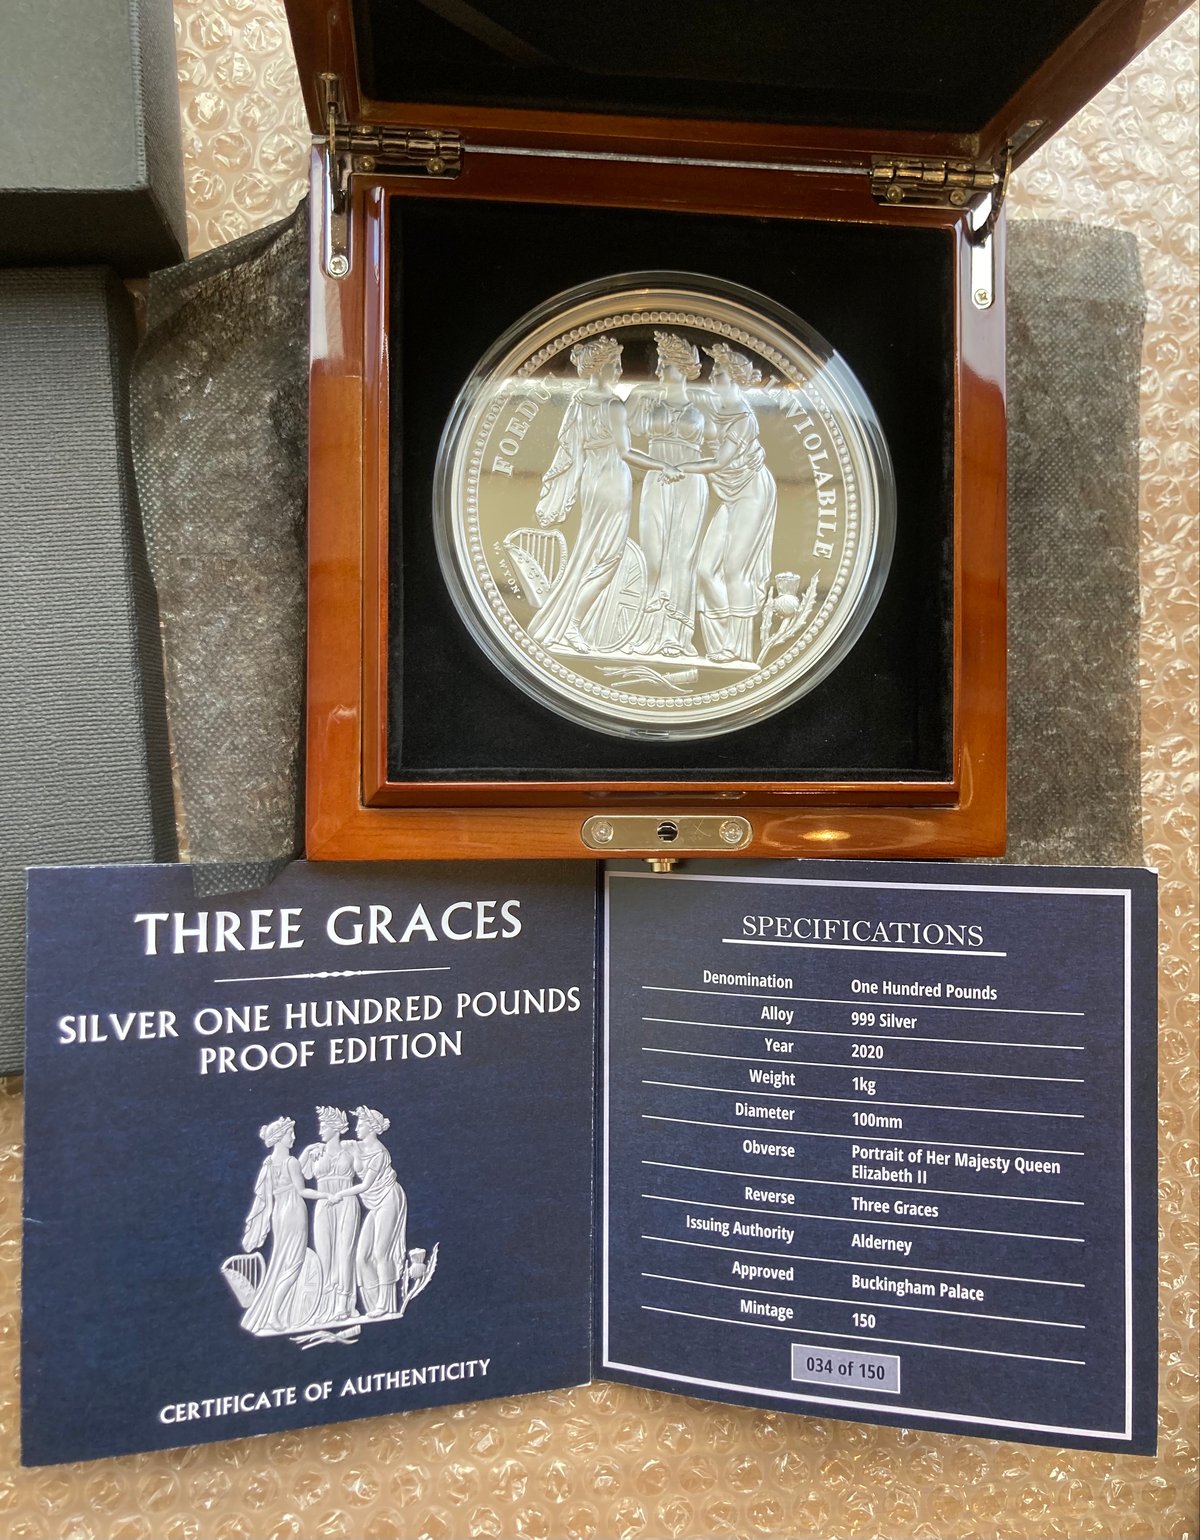 FOEDUS
INVIOLABILE
W. WYON.
THREE GRACES
SILVER ONE HUNDRED POUNDS
PROOF EDITION
CERTIFICATE OF AUTHENTICITY
SPECIFICATIONS
Denomination One Hundred Pounds
Alloy 999 Silver
Year 2020
Weight 1kg
Diameter 100mm
Obverse Portrait of Her Majesty Queen
Elizabeth II
Reverse Three Graces
Issuing Authority Alderney
Approved Buckingham Palace
Mintage 150
034 of 150